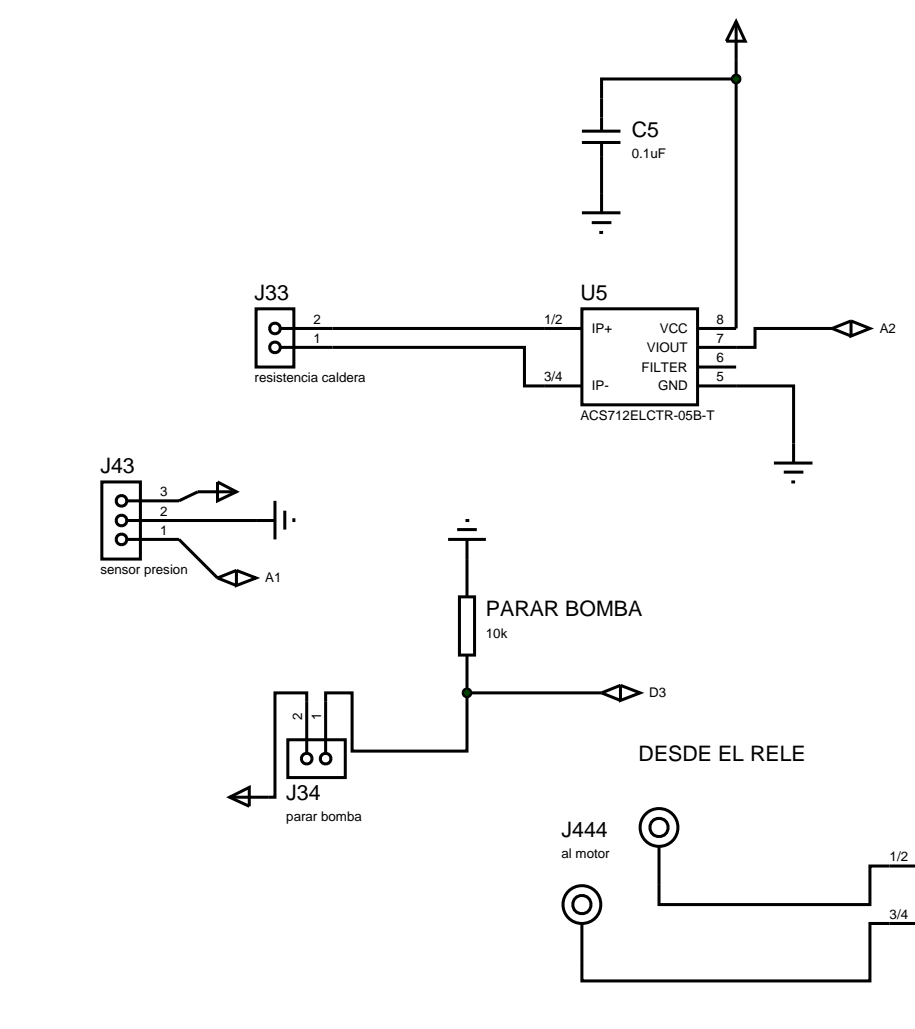 C5
0.1uF
J33
2
1
resistencia caldera
U5
1/2
3/4
IP+
IP-
VCC
VIOUT
FILTER
GND
8
7
6
5
ACS712ELCTR-05B-T
A2
J43
3
2
1
sensor presion
A1
PARAR BOMBA
10k
D3
2
1
J34
parar bomba
DESDE EL RELE
J444
al motor
1/2
3/4